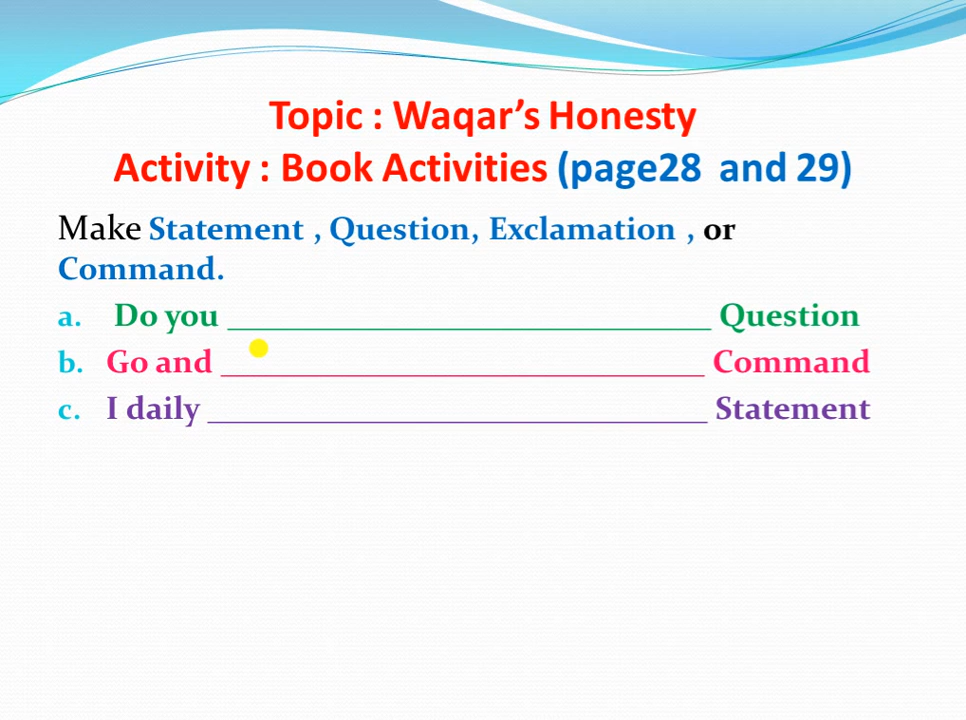 Topic : Waqar’s Honesty
Activity : Book Activities (page28 and 29)
Make Statement , Question, Exclamation , or
Command.
a. Do you ______________________________ Question
b. Go and ______________________________ Command
c. I daily _______________________________ Statement